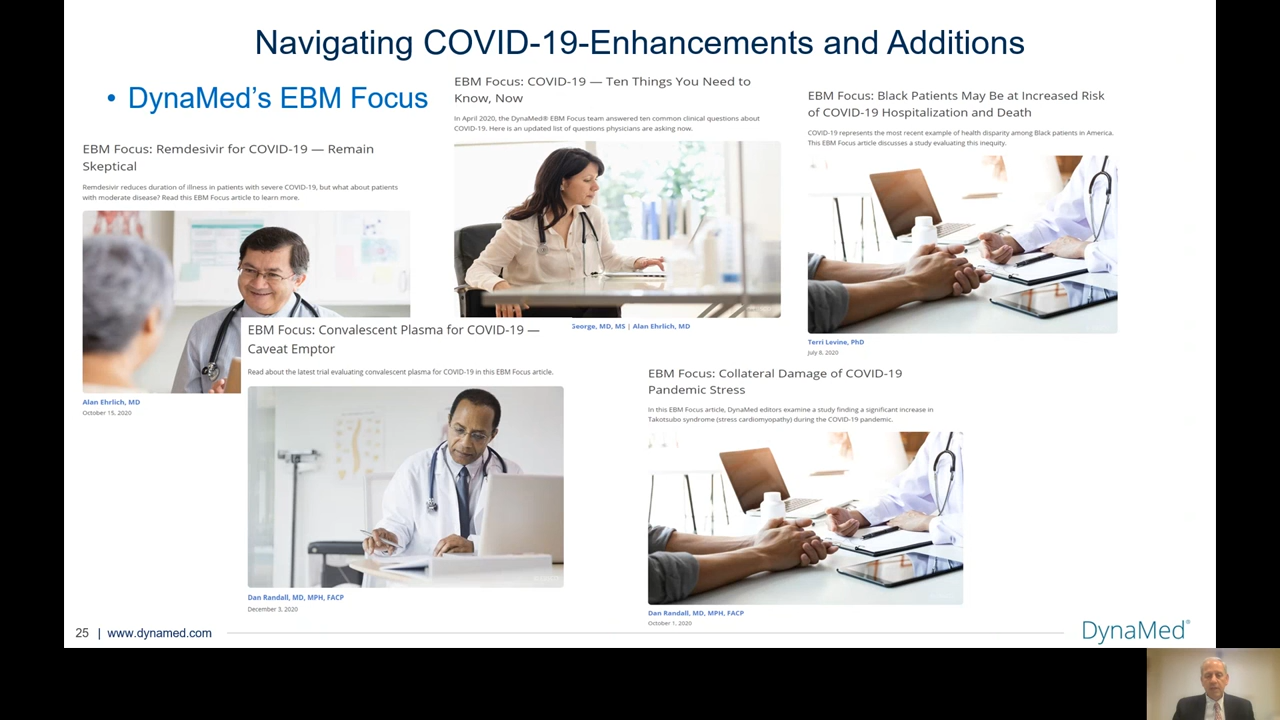 Navigating COVID-19-Enhancements and Additions
• DynaMed's EBM Focus
EBM Focus: Remdesivir for COVID-19 — Remain
Skeptical
Remdesivir reduces duration of illness in patients with severe COVID-19, but what about patients
with moderate disease? Read this EBM Focus article to learn more.
Alan Ehrlich, MD
October 15, 2020
EBM Focus: COVID-19 — Ten Things You Need to
Know, Now
In April 2020, the DynaMed® EBM Focus team answered ten common clinical questions about
COVID-19. Here is an updated list of questions physicians are asking now.
George, MD, MS | Alan Ehrlich, MD
EBM Focus: Black Patients May Be at Increased Risk
of COVID-19 Hospitalization and Death
COVID-19 represents the most recent example of health disparity among Black patients in America.
This EBM Focus article discusses a study evaluating this inequity.
Terri Levine, PhD
July 8, 2020
EBM Focus: Convalescent Plasma for COVID-19 —
Caveat Emptor
Read about the latest trial evaluating convalescent plasma for COVID-19 in this EBM Focus article.
Dan Randall, MD, MPH, FACP
December 3, 2020
EBM Focus: Collateral Damage of COVID-19
Pandemic Stress
In this EBM Focus article, DynaMed editors examine a study finding a significant increase in
Takotsubo syndrome (stress cardiomyopathy) during the COVID-19 pandemic.
Dan Randall, MD, MPH, FACP
October 1, 2020
25 | www.dynamed.com
DynaMed®